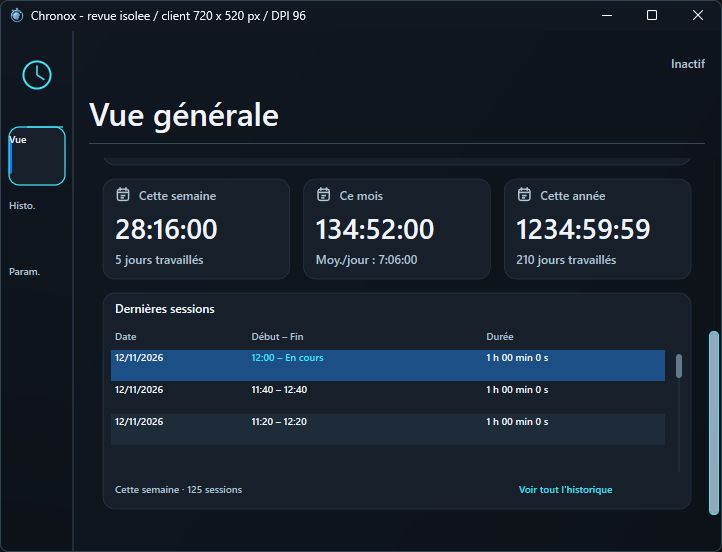 Chronox - revue isolee / client 720 x 520 px / DPI 96
Inactif
Vue générale
Vue
Histo.
Param.
Cette semaine
28:16:00
5 jours travaillés
Ce mois
134:52:00
Moy./jour : 7:06:00
Cette année
1234:59:59
210 jours travaillés
Dernières sessions
Date Début – Fin Durée
12/11/2026 12:00 – En cours 1 h 00 min 0 s
12/11/2026 11:40 – 12:40 1 h 00 min 0 s
12/11/2026 11:20 – 12:20 1 h 00 min 0 s
Cette semaine · 125 sessions Voir tout l'historique